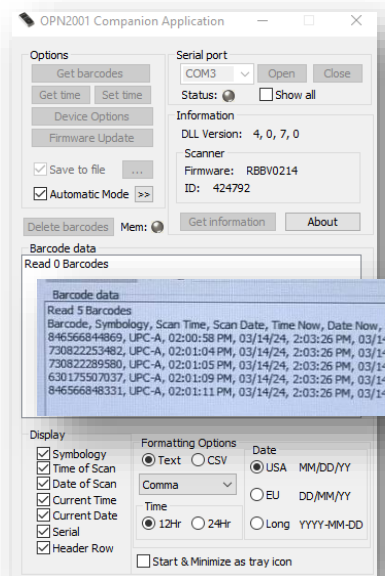 OPN2001 Companion Application
Options
Get barcodes
Get time Set time
Device Options
Firmware Update
Save to file ...
Automatic Mode >>
Delete barcodes Mem:
Serial port
COM3 Open Close
Status: Show all
Information
DLL Version: 4, 0, 7, 0
Scanner
Firmware: RBBV0214
ID: 424792
Get information About
Barcode data
Read 0 Barcodes
Barcode data
Read 5 Barcodes
Barcode, Symbology, Scan Time, Scan Date, Time Now, Date Now,
846566844869, UPC-A, 02:00:58 PM, 03/14/24, 2:03:26 PM, 03/14
730822253482, UPC-A, 02:01:04 PM, 03/14/24, 2:03:26 PM, 03/14
730822289580, UPC-A, 02:01:05 PM, 03/14/24, 2:03:26 PM, 03/14
630175507037, UPC-A, 02:01:09 PM, 03/14/24, 2:03:26 PM, 03/14
846566848331, UPC-A, 02:01:11 PM, 03/14/24, 2:03:26 PM, 03/14
Display
Symbology
Time of Scan
Date of Scan
Current Time
Current Date
Serial
Header Row
Formatting Options
Text CSV
Comma
Time
12Hr 24Hr
Date
USA MM/DD/YY
EU DD/MM/YY
Long YYYY-MM-DD
Start & Minimize as tray icon